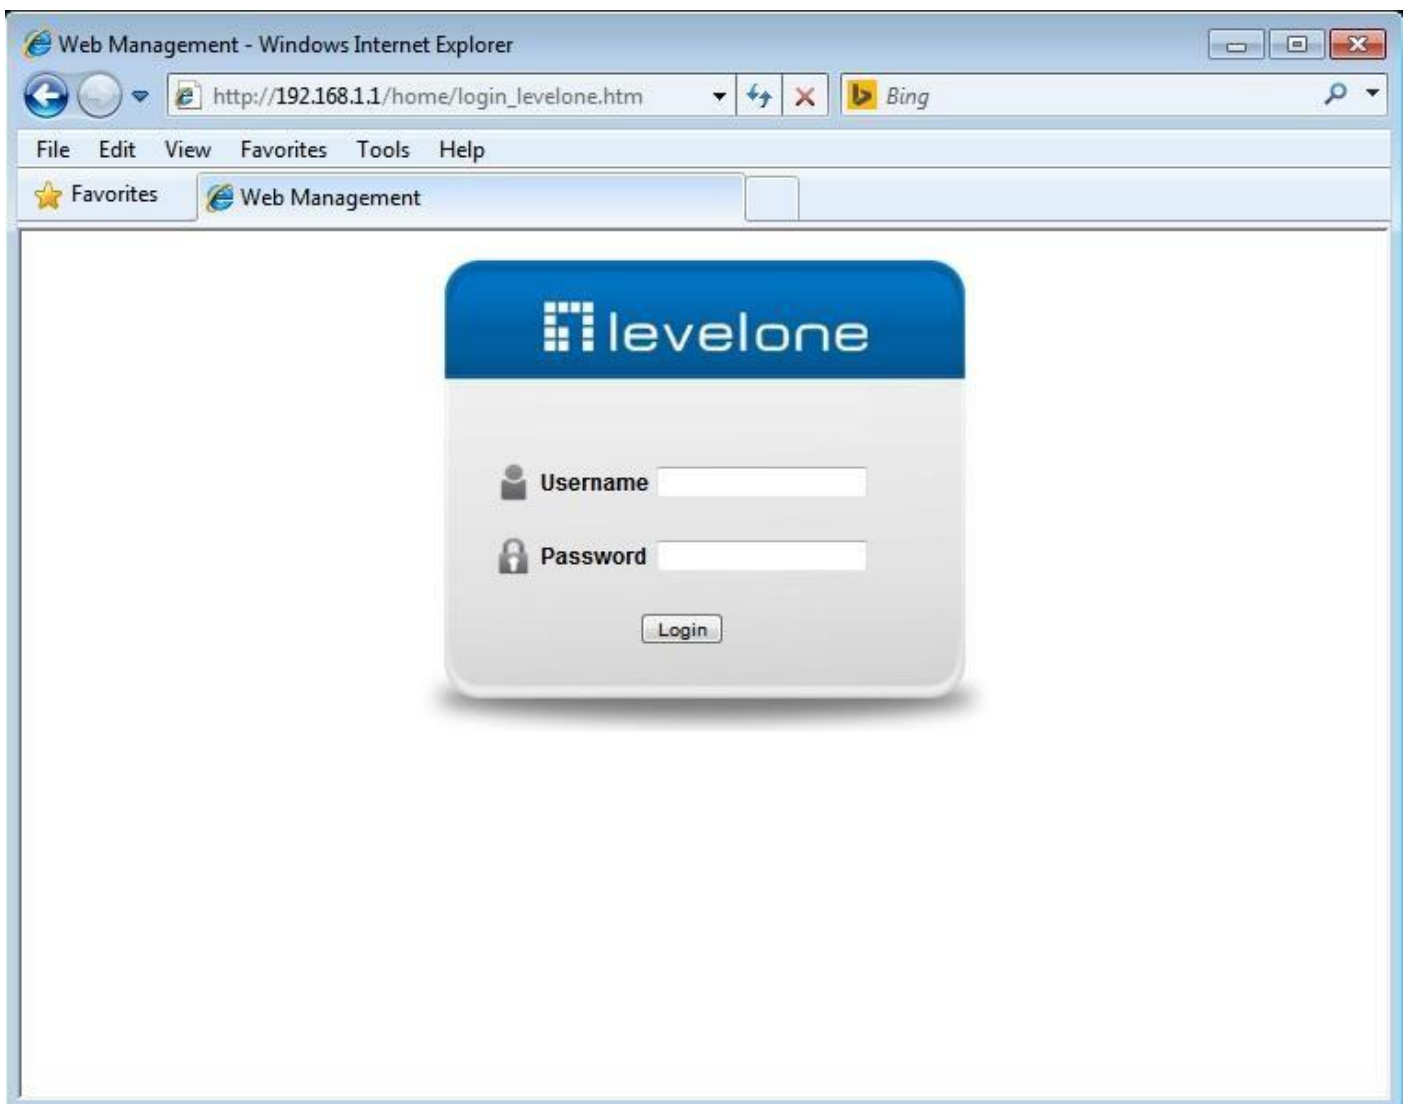 Web Management - Windows Internet Explorer
http://192.168.1.1/home/login_levelone.htm
Bing
File Edit View Favorites Tools Help
Favorites
Web Management
levelone
Username
Password
Login